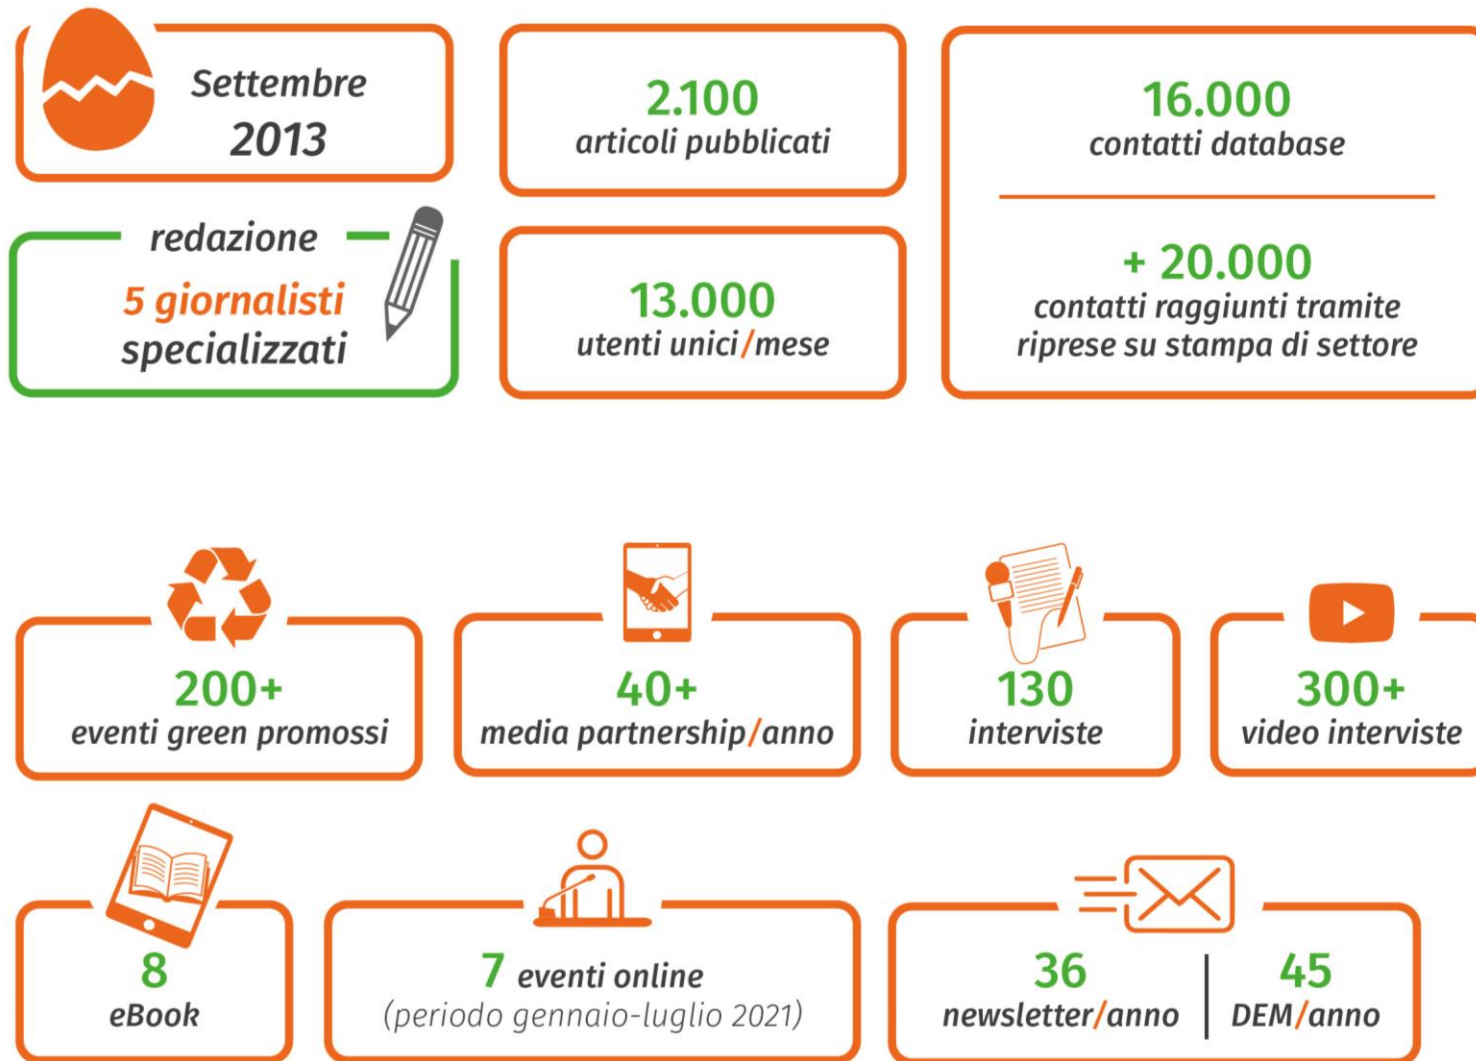 Settembre
2013
2.100
articoli pubblicati
16.000
contatti database
redazione
5 giornalisti
specializzati
13.000
utenti unici/mese
+ 20.000
contatti raggiunti tramite
riprese su stampa di settore
200+
eventi green promossi
40+
media partnership/anno
130
interviste
300+
video interviste
8
eBook
7 eventi online
(periodo gennaio-luglio 2021)
36
newsletter/anno
45
DEM/anno